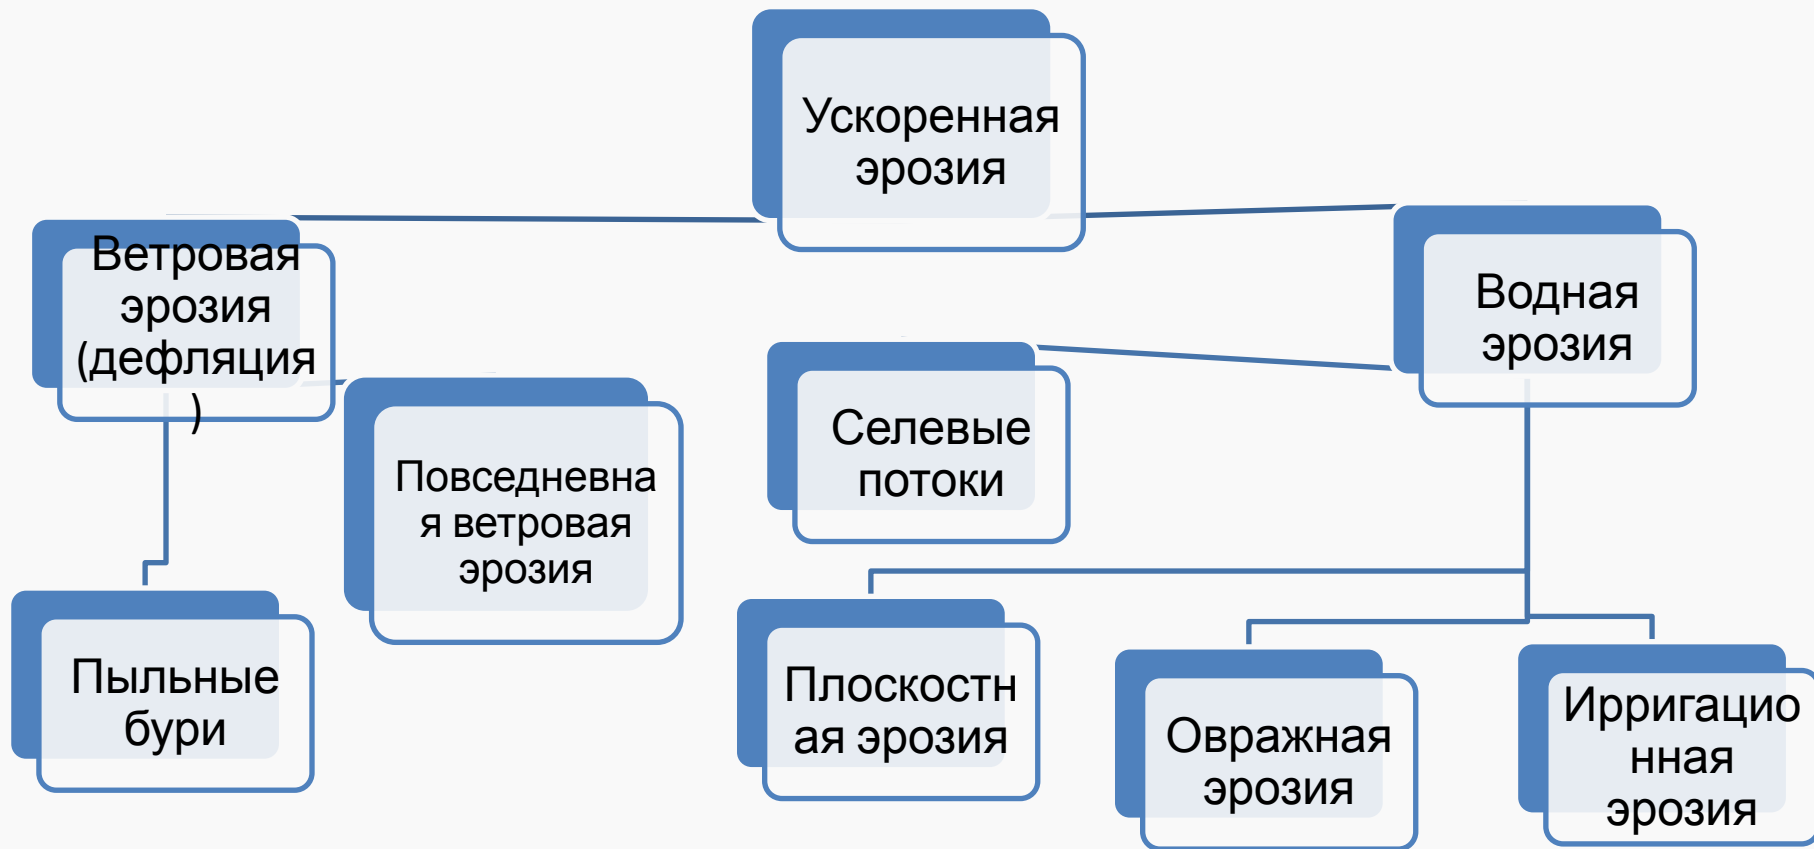 Ускоренная
эрозия
Ветровая
эрозия
(дефляция
)
Водная
эрозия
Повседневна
я ветровая
эрозия
Селевые
потоки
Пыльные
бури
Плоскостн
ая эрозия
Овражная
эрозия
Ирригацио
нная
эрозия